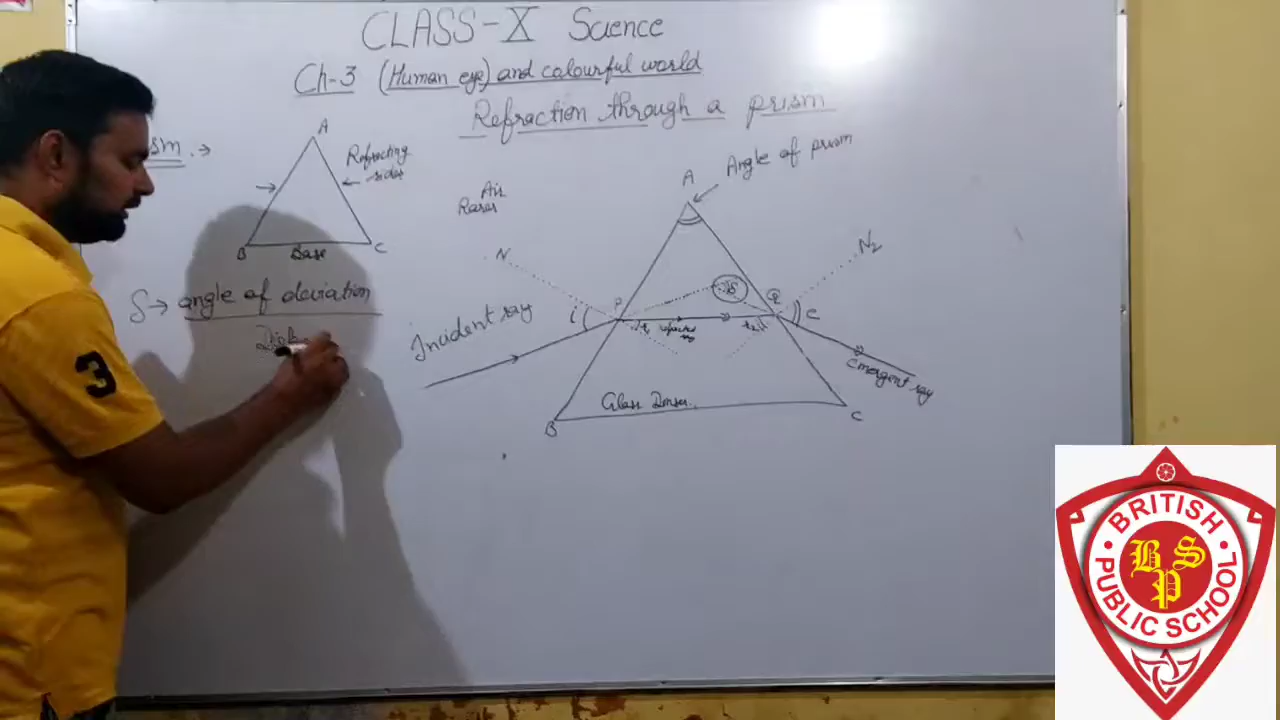 CLASS-X Science
Ch-3 (Human eye) and colourful world
Refraction through a prism
sm. →
A
Refracting
sides
B
Base
C
δ → angle of deviation
Air
Rarer
A
Angle of prism
N
N2
P
Q
δ
i
e
Incident ray
emergent ray
Glass Denser
B
C
3
BRITISH
PUBLIC SCHOOL
B S
P